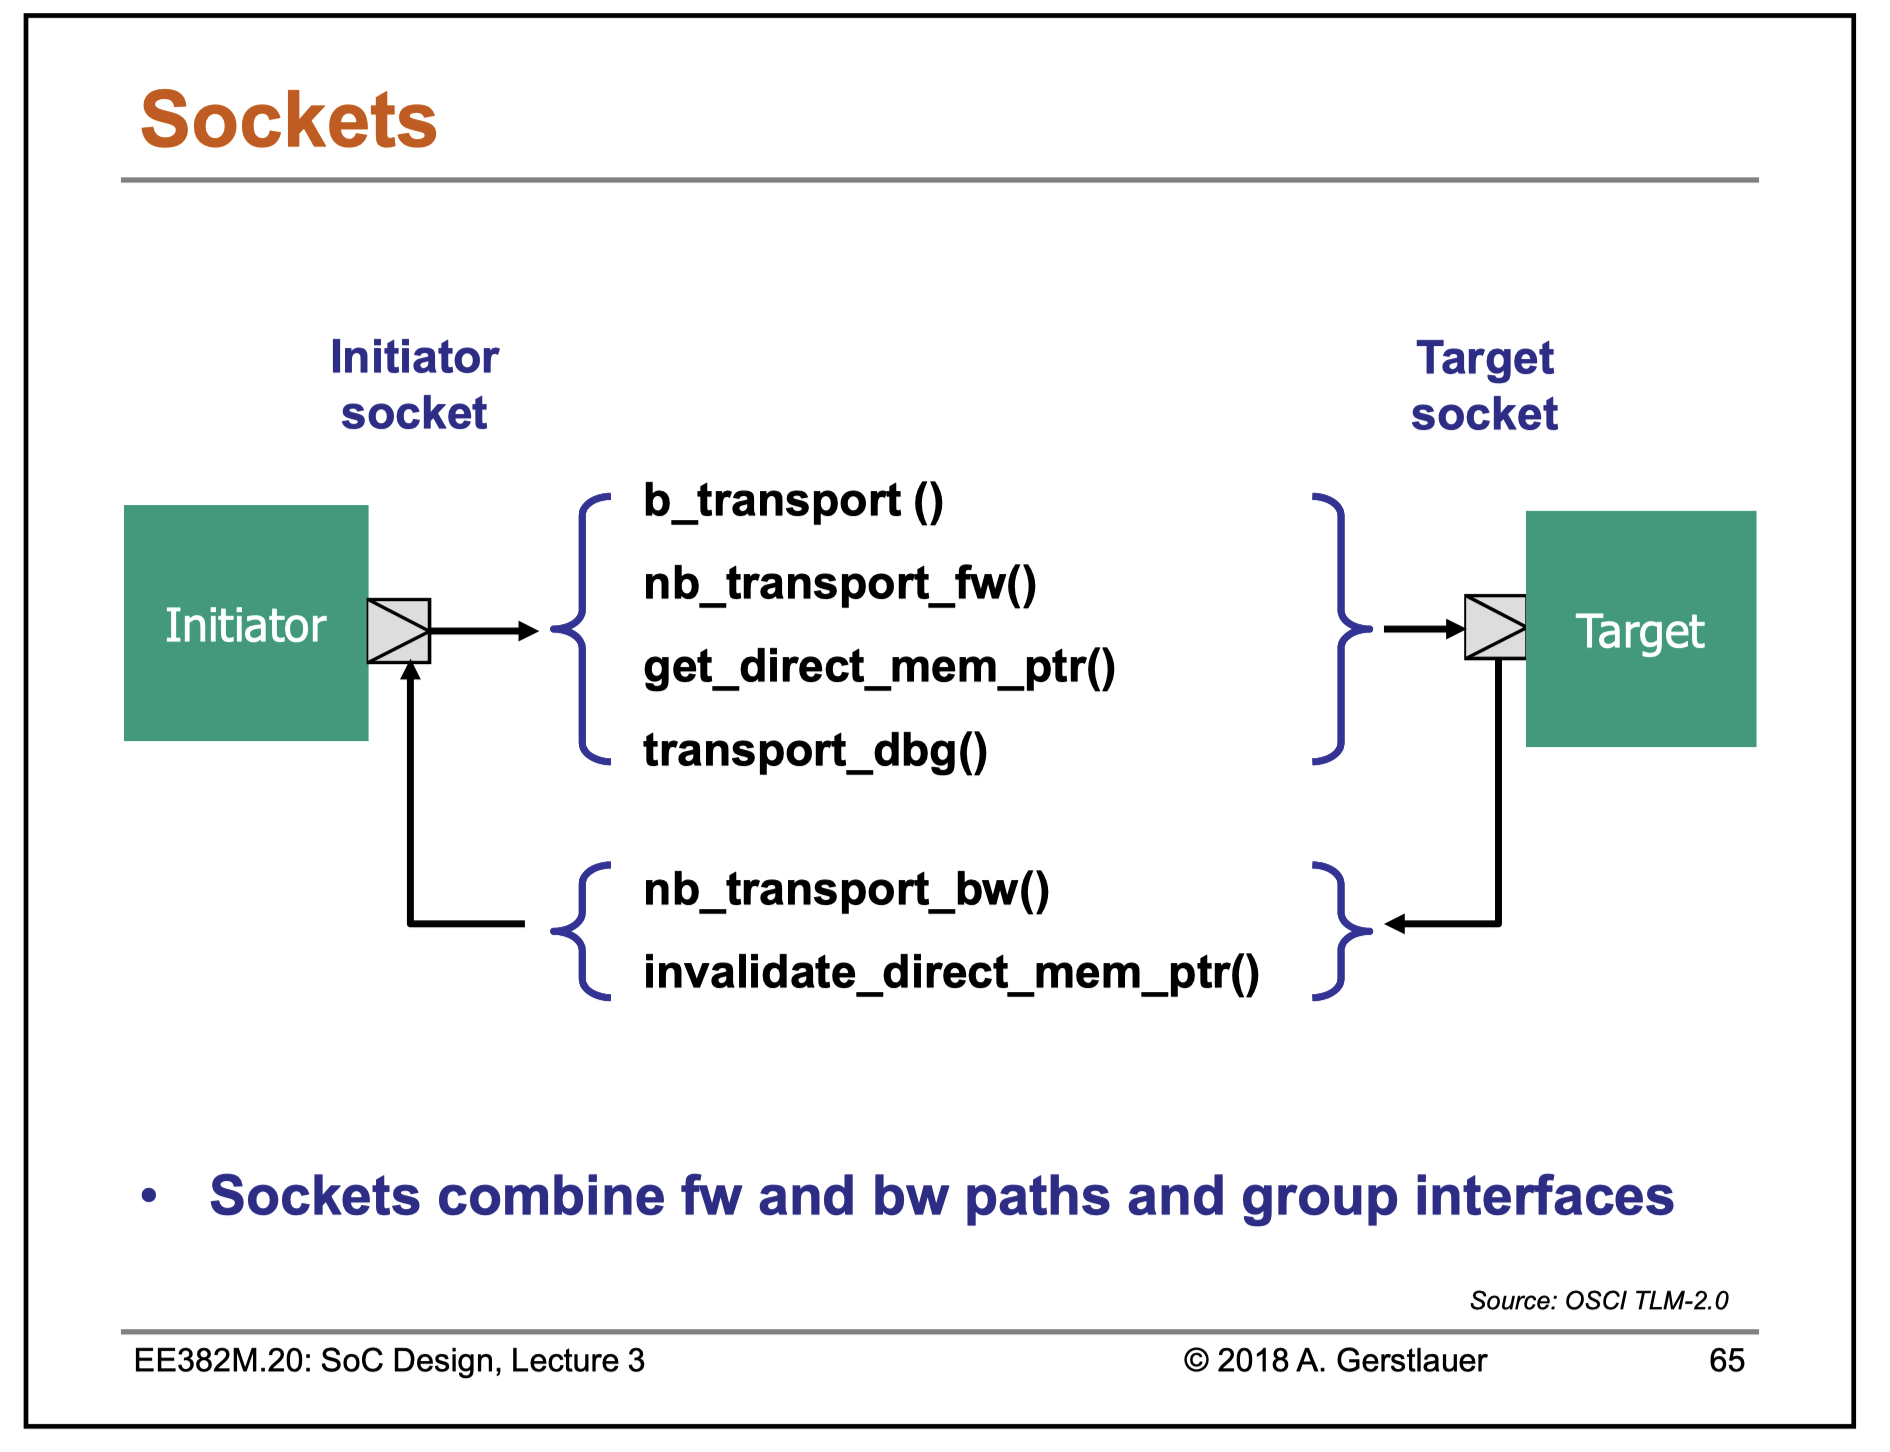 Sockets
Initiator
socket
Target
socket
b_transport ()
nb_transport_fw()
get_direct_mem_ptr()
transport_dbg()
Initiator
Target
nb_transport_bw()
invalidate_direct_mem_ptr()
• Sockets combine fw and bw paths and group interfaces
Source: OSCI TLM-2.0
EE382M.20: SoC Design, Lecture 3 © 2018 A. Gerstlauer 65